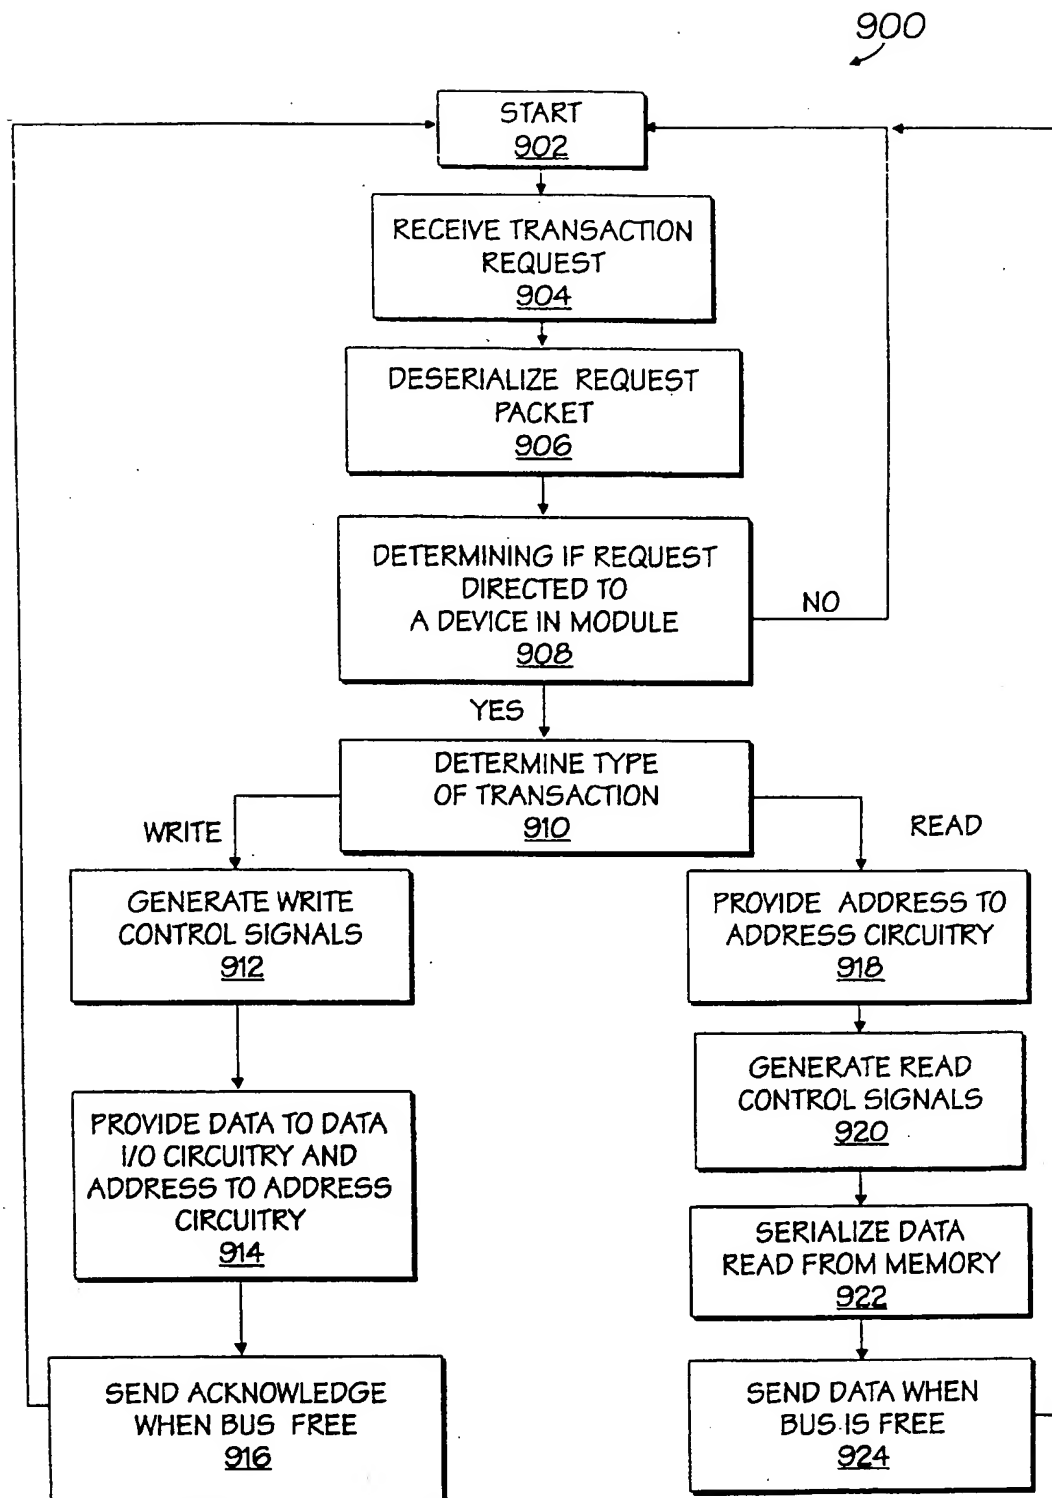 900
START
902
RECEIVE TRANSACTION
REQUEST
904
DESERIALIZE REQUEST
PACKET
906
DETERMINING IF REQUEST
DIRECTED TO
A DEVICE IN MODULE
908
NO
YES
DETERMINE TYPE
OF TRANSACTION
910
WRITE
READ
GENERATE WRITE
CONTROL SIGNALS
912
PROVIDE DATA TO DATA
I/O CIRCUITRY AND
ADDRESS TO ADDRESS
CIRCUITRY
914
SEND ACKNOWLEDGE
WHEN BUS FREE
916
PROVIDE ADDRESS TO
ADDRESS CIRCUITRY
918
GENERATE READ
CONTROL SIGNALS
920
SERIALIZE DATA
READ FROM MEMORY
922
SEND DATA WHEN
BUS IS FREE
924